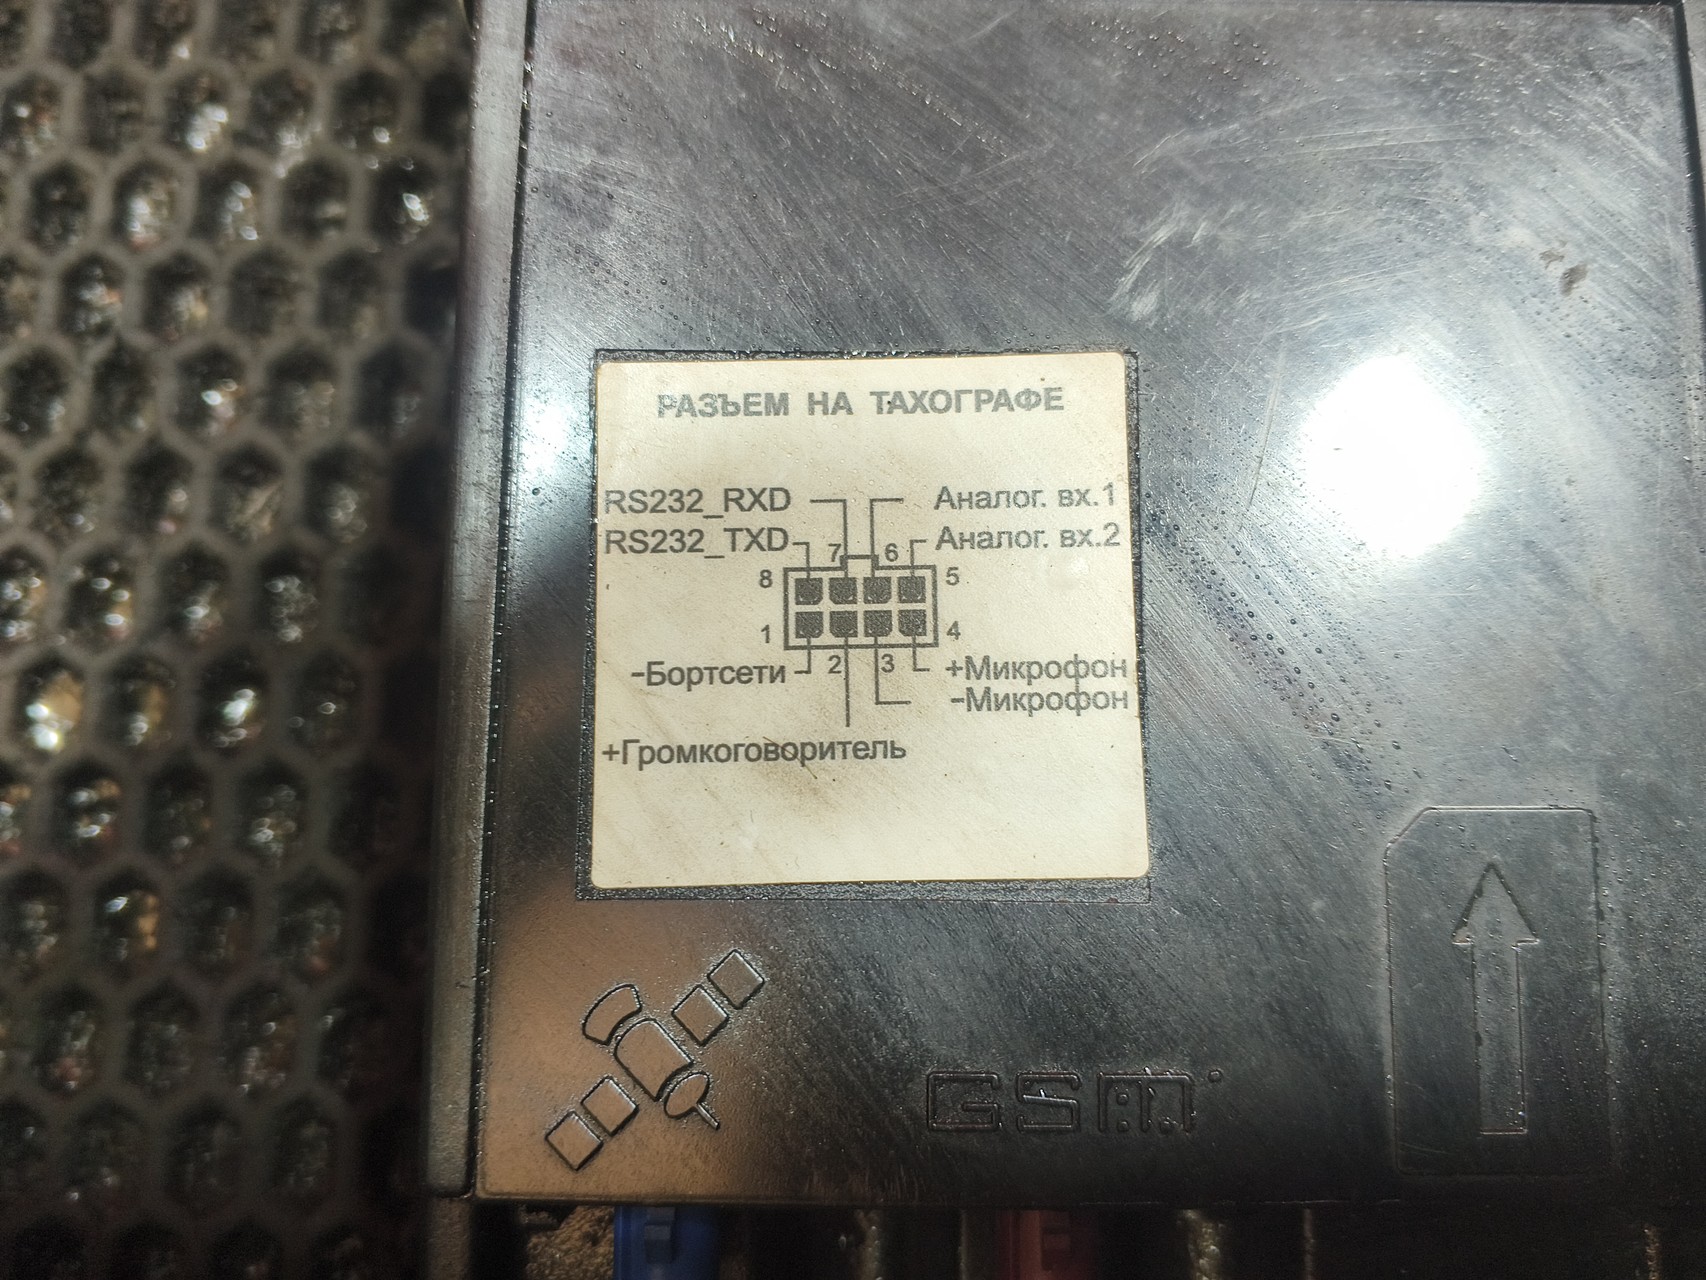 РАЗЪЕМ НА ТАХОГРАФЕ
RS232_RXD Аналог. вх.1
RS232_TXD Аналог. вх.2
7 6
8 5
1 4
2 3
-Бортсети +Микрофон
-Микрофон
+Громкоговоритель
GSM